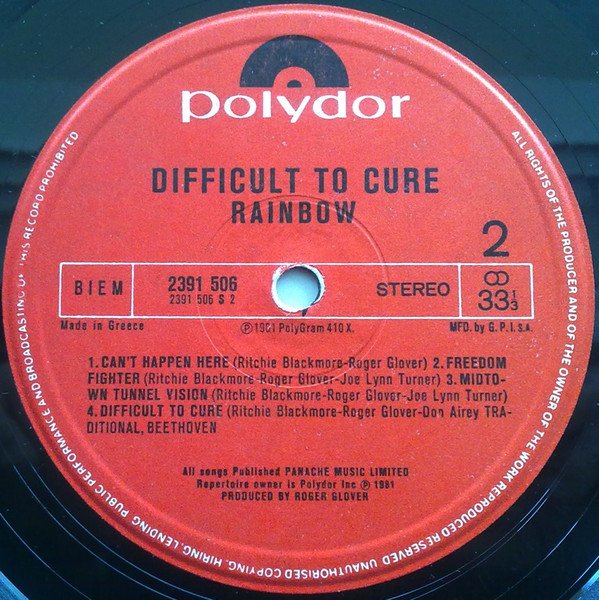 polydor
DIFFICULT TO CURE
RAINBOW
2
BIEM
2391 506
2391 506 S 2
STEREO
33⅓
Made in Greece
Ⓟ1981 PolyGram 410 X.
MFD. by G.P.I. S.A.
1.CAN'T HAPPEN HERE (Ritchie Blackmore-Roger Glover) 2.FREEDOM
FIGHTER (Ritchie Blackmore-Roger Glover-Joe Lynn Turner) 3.MIDTO-
WN TUNNEL VISION (Ritchie Blackmore-Roger Glover-Joe Lynn Turner)
4.DIFFICULT TO CURE (Ritchie Blackmore-Roger Glover-Don Airey TRA-
DITIONAL, BEETHOVEN
All songs Published PANACHE MUSIC LIMITED
Repertoire owner is Polydor Inc Ⓟ 1981
PRODUCED BY ROGER GLOVER
ALL RIGHTS OF THE PRODUCER AND OF THE OWNER OF THE WORK REPRODUCED RESERVED UNAUTHORISED COPYING, HIRING, LENDING, PUBLIC PERFORMANCE AND BROADCASTING OF THIS RECORD PROHIBITED